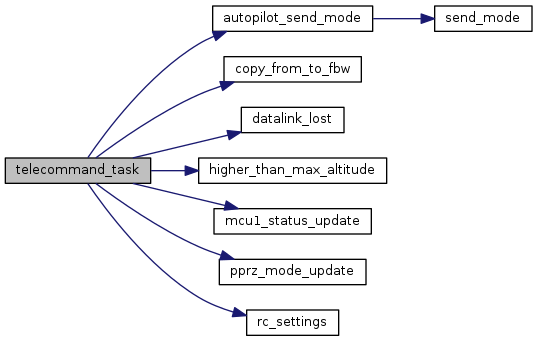 autopilot_send_mode
send_mode
copy_from_to_fbw
datalink_lost
telecommand_task
higher_than_max_altitude
mcu1_status_update
pprz_mode_update
rc_settings